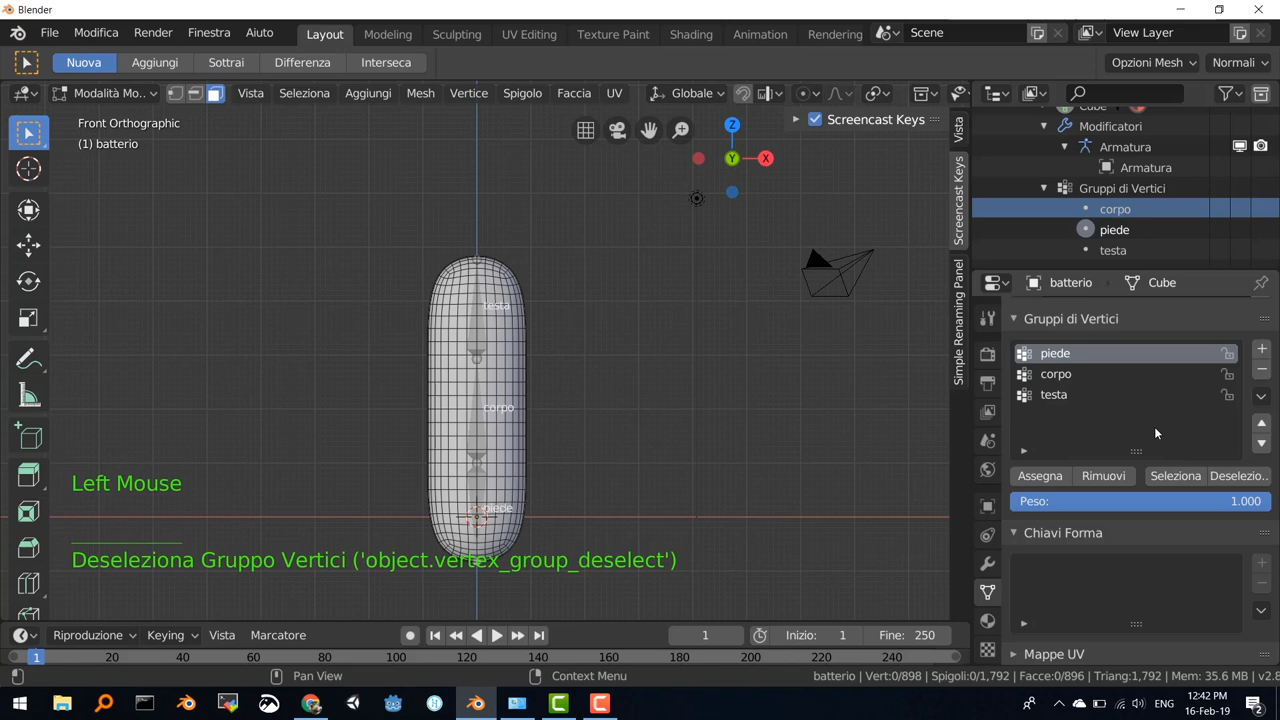 Blender
File Modifica Render Finestra Aiuto Layout Modeling Sculpting UV Editing Texture Paint Shading Animation Rendering Scene View Layer
Nuova Aggiungi Sottrai Differenza Interseca Opzioni Mesh Normali
Modalità Mo... Vista Seleziona Aggiungi Mesh Vertice Spigolo Faccia UV Globale
Front Orthographic
(1) batterio
Z
Y
X
Screencast Keys
Vista
Screencast Keys
Simple Renaming Panel
testa
corpo
piede
Left Mouse
Deseleziona Gruppo Vertici ('object.vertex_group_deselect')
Cube
Modificatori
Armatura
Armatura
Gruppi di Vertici
corpo
piede
testa
batterio Cube
Gruppi di Vertici
piede
corpo
testa
Assegna Rimuovi Seleziona Deselezio...
Peso: 1.000
Chiavi Forma
Mappe UV
Riproduzione Keying Vista Marcatore 1 Inizio: 1 Fine: 250
1 20 40 60 80 100 120 140 160 180 200 220 240
Pan View Context Menu batterio | Vert:0/898 | Spigoli:0/1,792 | Facce:0/896 | Triang:1,792 | Mem: 35.6 MB | v2.8
ENG
12:42 PM
16-Feb-19
2